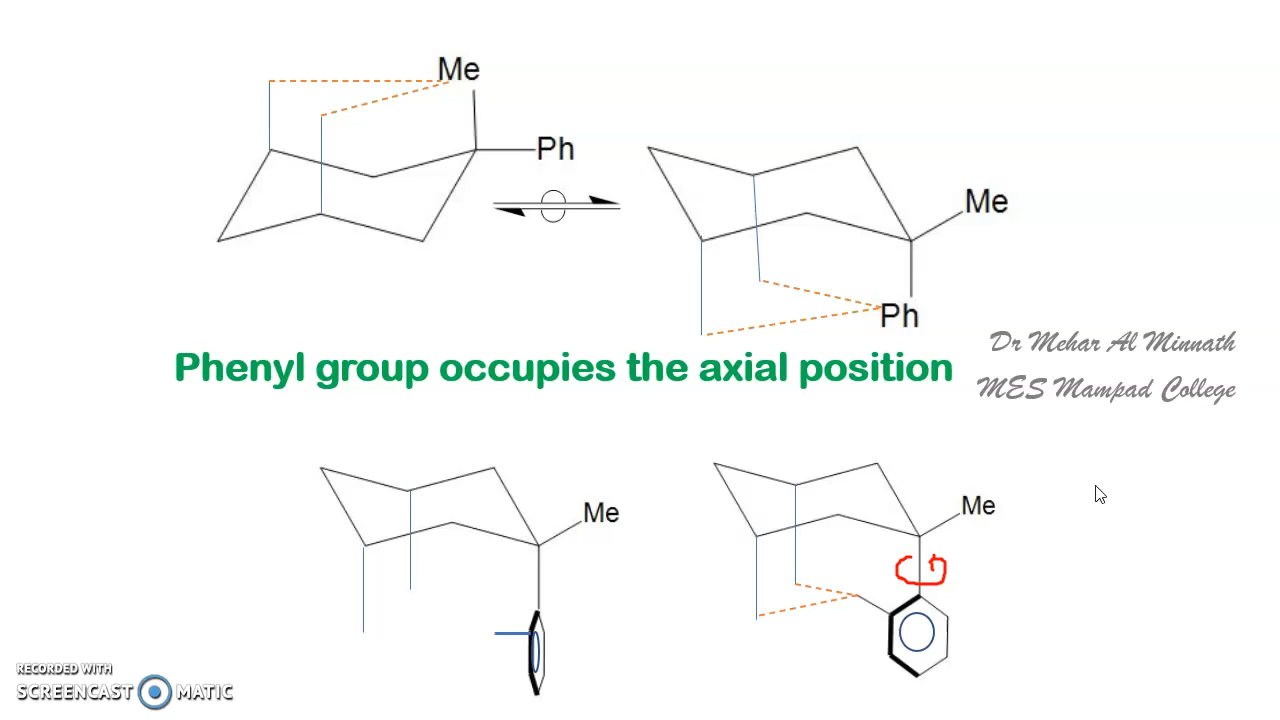 Me
Ph
Me
Ph
Phenyl group occupies the axial position
Dr Mehar Al Minnath
MES Mampad College
Me
Me
RECORDED WITH
SCREENCAST MATIC